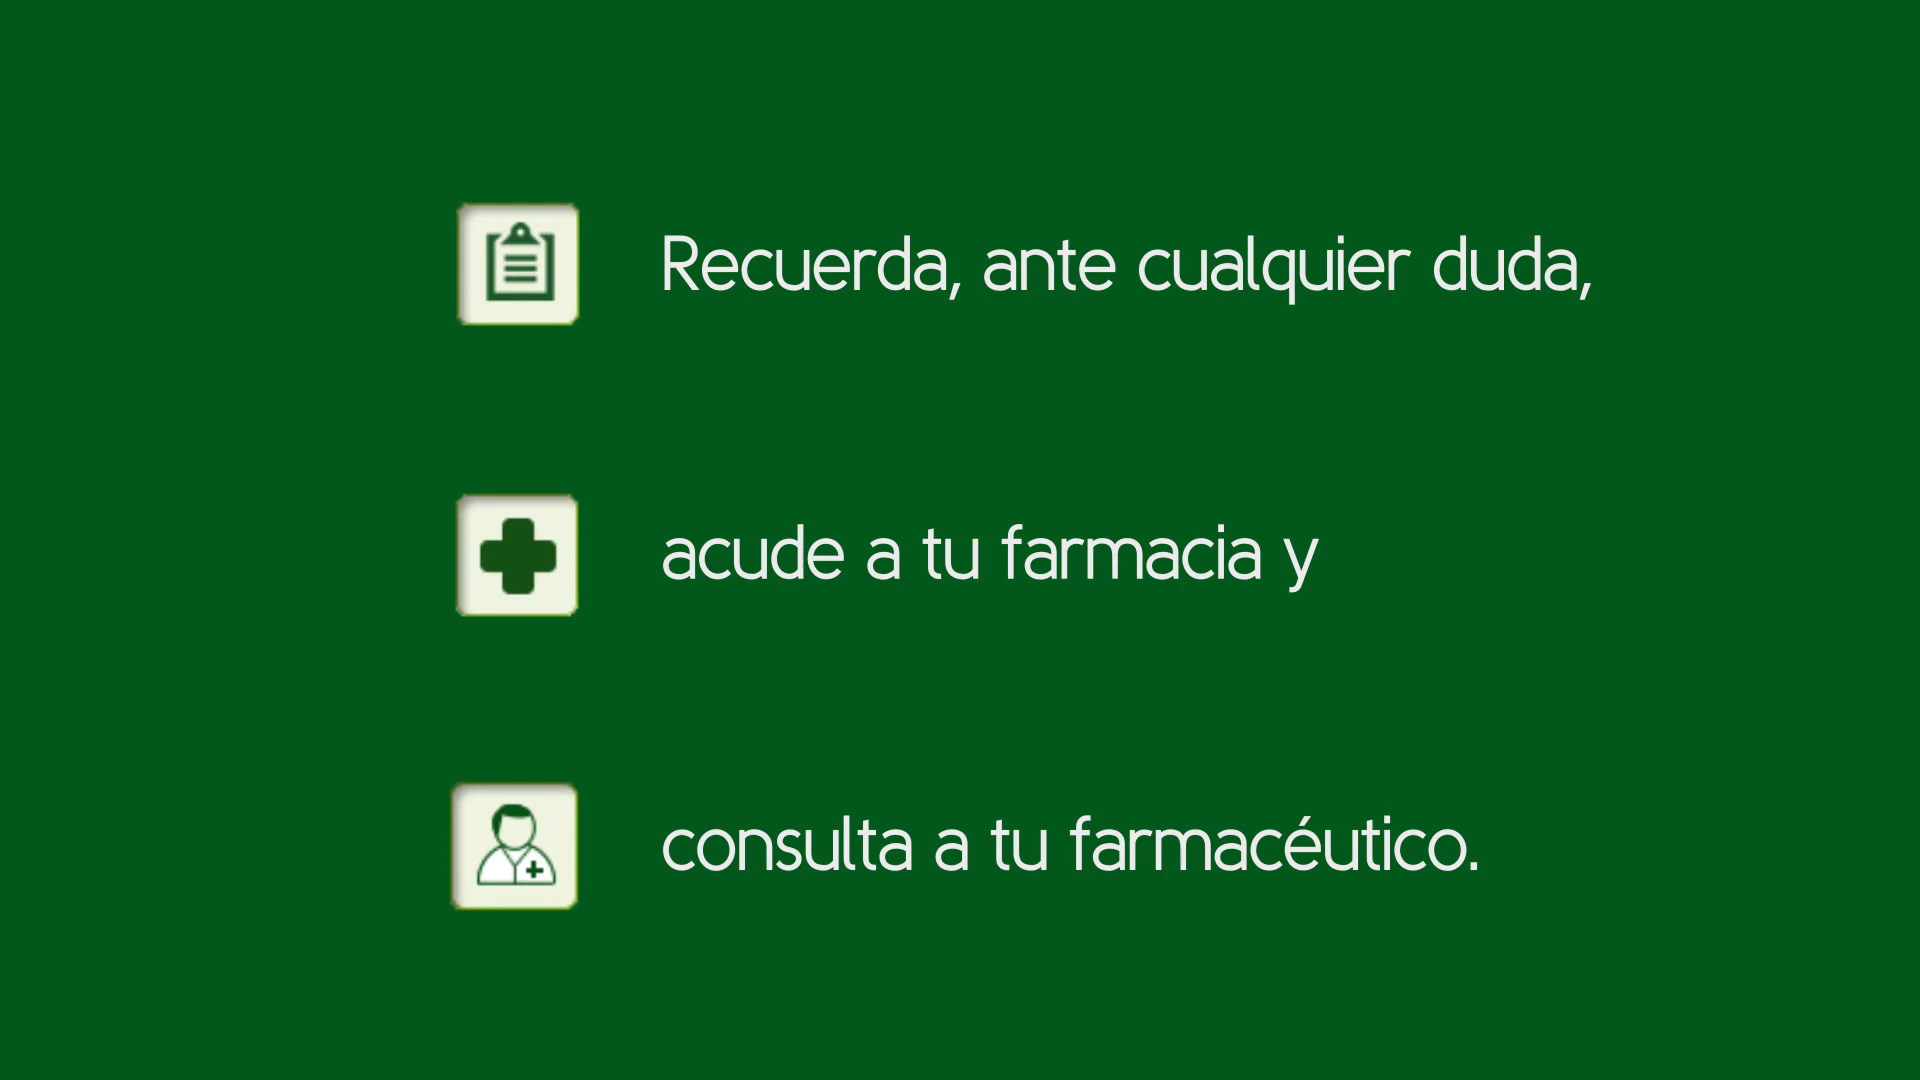 Recuerda, ante cualquier duda,
acude a tu farmacia y
consulta a tu farmacéutico.